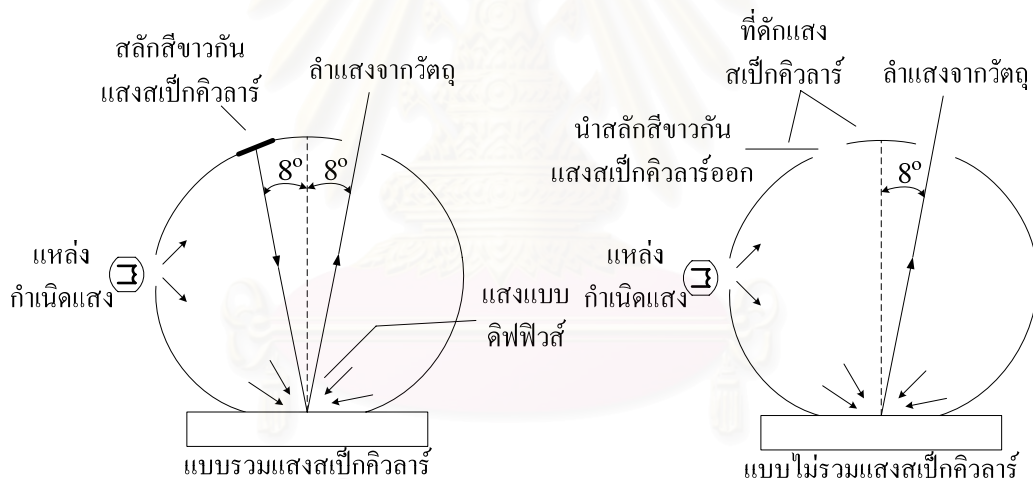 สลักสีขาวกัน
แสงสเป็กคิวลาร์
ลำแสงจากวัตถุ
8º
8º
แหล่ง
กำเนิดแสง
แสงแบบ
ดิฟฟิวส์
แบบรวมแสงสเป็กคิวลาร์
ที่ดักแสง
สเป็กคิวลาร์
ลำแสงจากวัตถุ
นำสลักสีขาวกัน
แสงสเป็กคิวลาร์ออก
8º
แหล่ง
กำเนิดแสง
แบบไม่รวมแสงสเป็กคิวลาร์